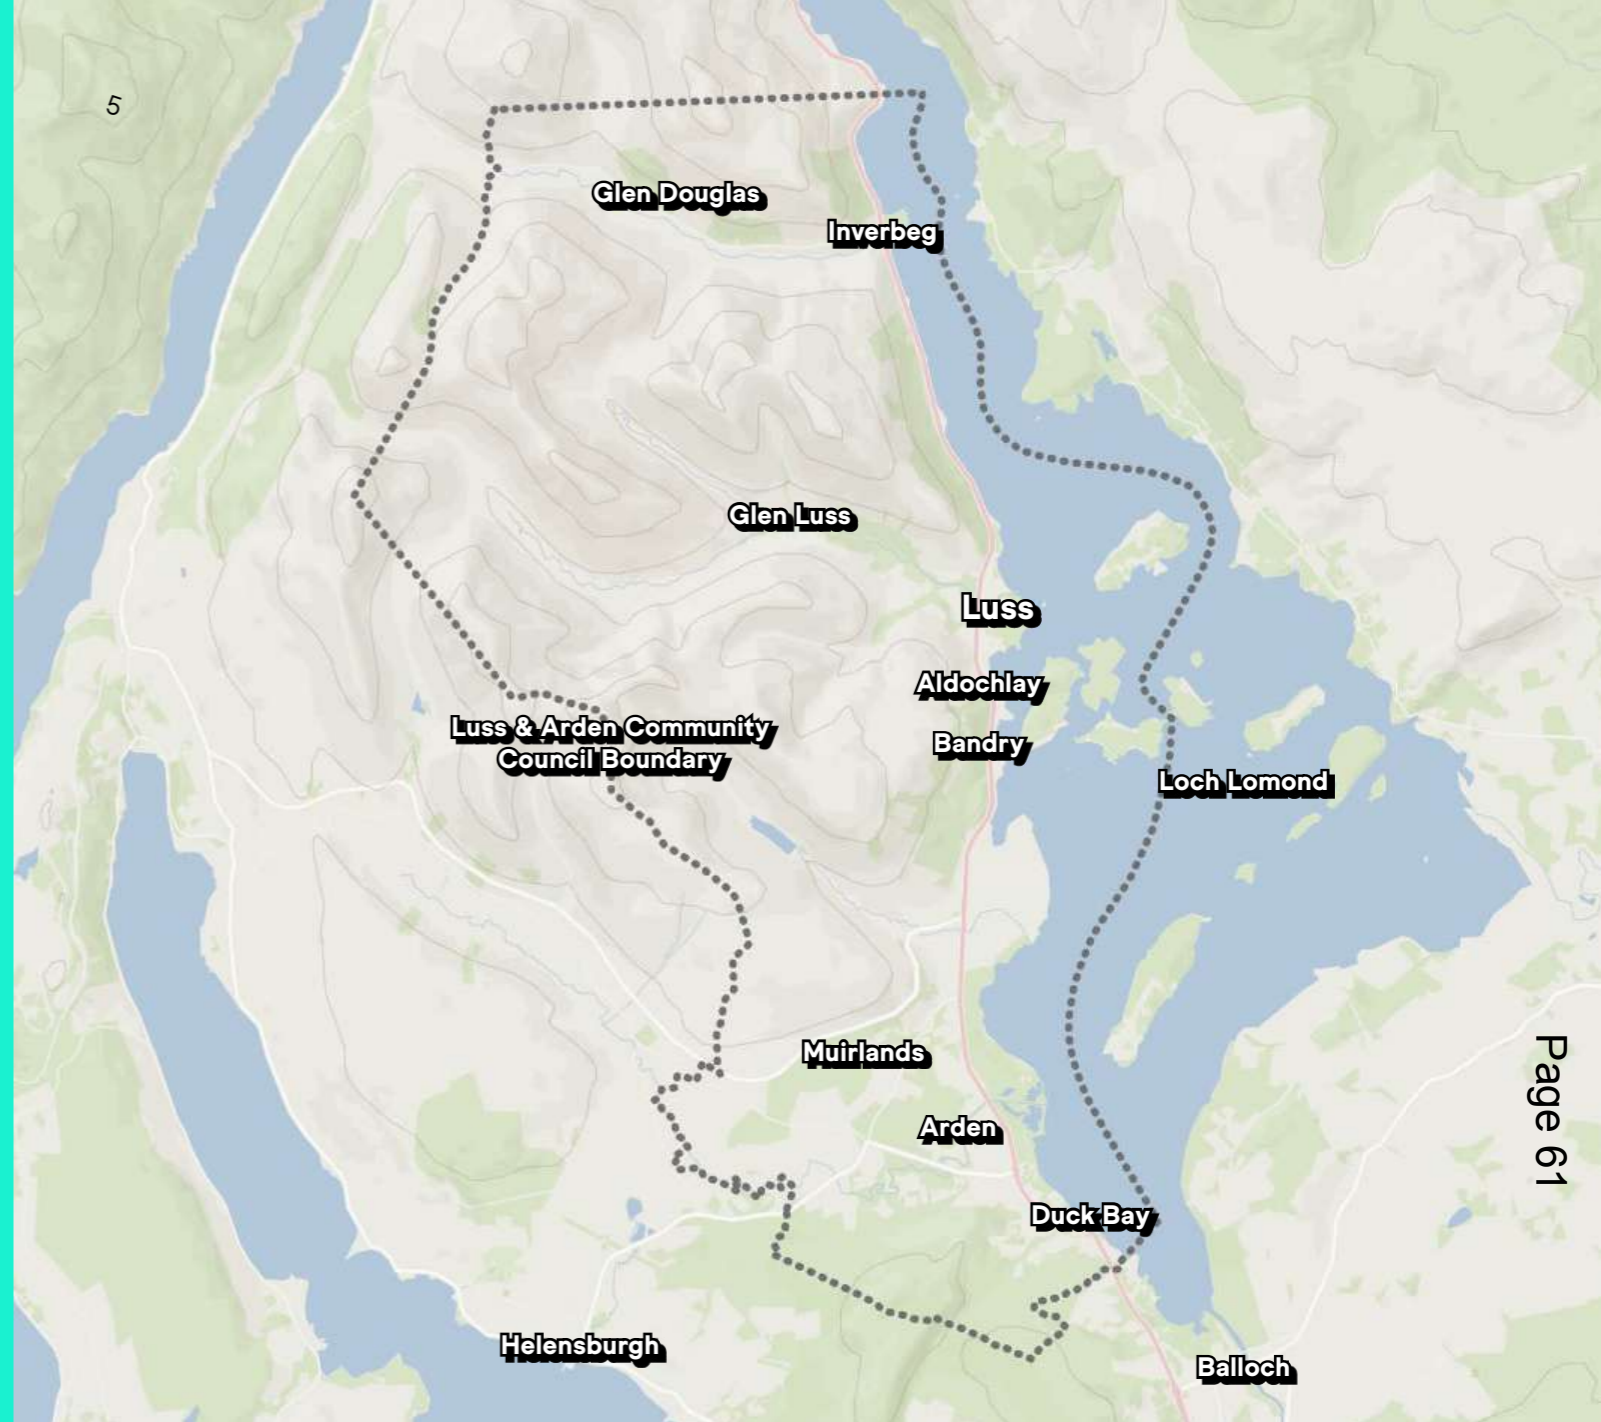 5
Glen Douglas
Inverbeg
Glen Luss
Luss
Aldochlay
Luss & Arden Community
Council Boundary
Bandry
Loch Lomond
Muirlands
Page 61
Arden
Duck Bay
Helensburgh
Balloch